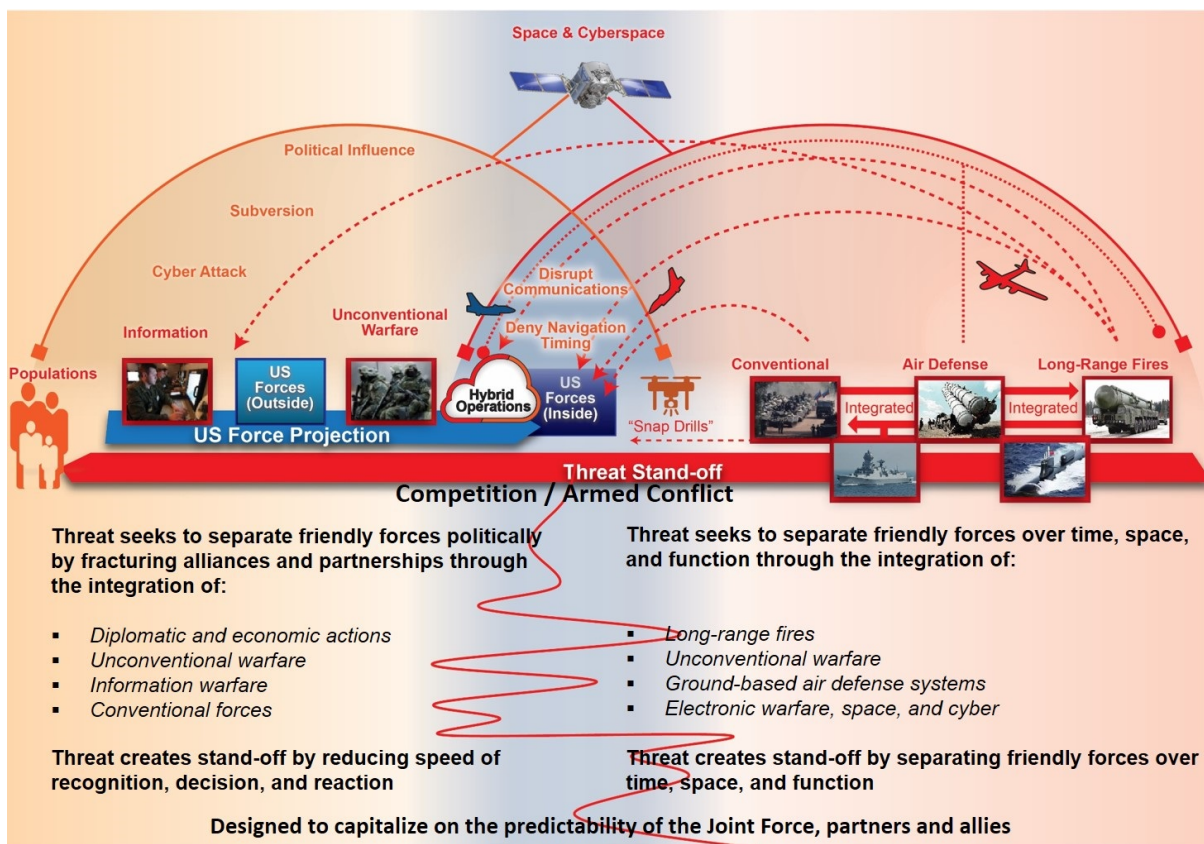 Space & Cyberspace
Political Influence
Subversion
Cyber Attack
Disrupt
Communications
Information
Unconventional
Warfare
Deny Navigation
Timing
Populations
US
Forces
(Outside)
Hybrid
Operations
US
Forces
(Inside)
Conventional
Air Defense
Long-Range Fires
Integrated
Integrated
US Force Projection
"Snap Drills"
Threat Stand-off
Competition / Armed Conflict
Threat seeks to separate friendly forces politically
by fracturing alliances and partnerships through
the integration of:
▪ Diplomatic and economic actions
▪ Unconventional warfare
▪ Information warfare
▪ Conventional forces
Threat creates stand-off by reducing speed of
recognition, decision, and reaction
Threat seeks to separate friendly forces over time, space,
and function through the integration of:
▪ Long-range fires
▪ Unconventional warfare
▪ Ground-based air defense systems
▪ Electronic warfare, space, and cyber
Threat creates stand-off by separating friendly forces over
time, space, and function
Designed to capitalize on the predictability of the Joint Force, partners and allies